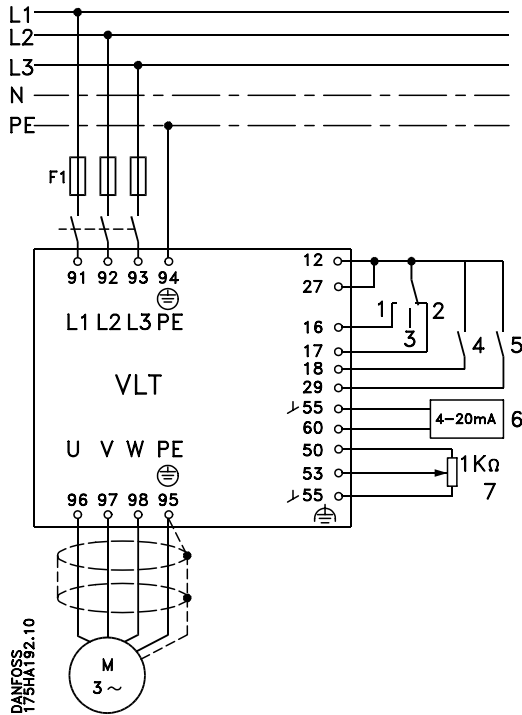 L1
L2
L3
N
PE
F1
91 92 93 94
L1 L2 L3 PE
VLT
U V W PE
96 97 98 95
12
27
16
17
18
29
55
60
50
53
55
1
2
3
4
5
4-20mA
6
1KΩ
7
M
3~
DANFOSS
175HA192.10